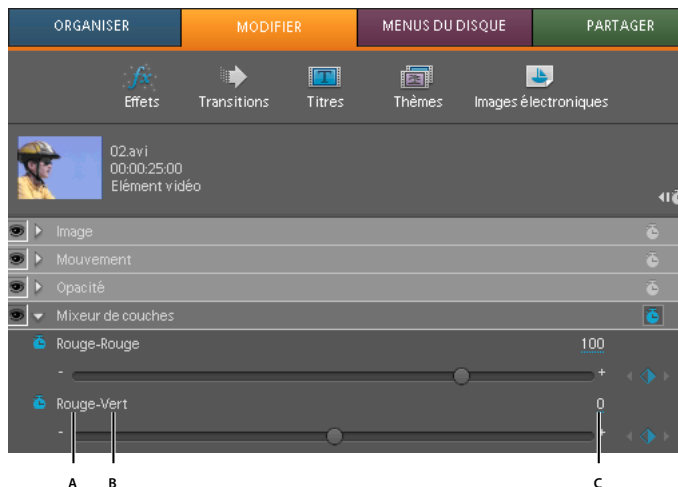 ORGANISER MODIFIER MENUS DU DISQUE PARTAGER
Effets Transitions Titres Thèmes Images électroniques
02.avi
00:00:25:00
Elément vidéo
Image
Mouvement
Opacité
Mixeur de couches
Rouge-Rouge 100
- +
Rouge-Vert 0
- +
A B C